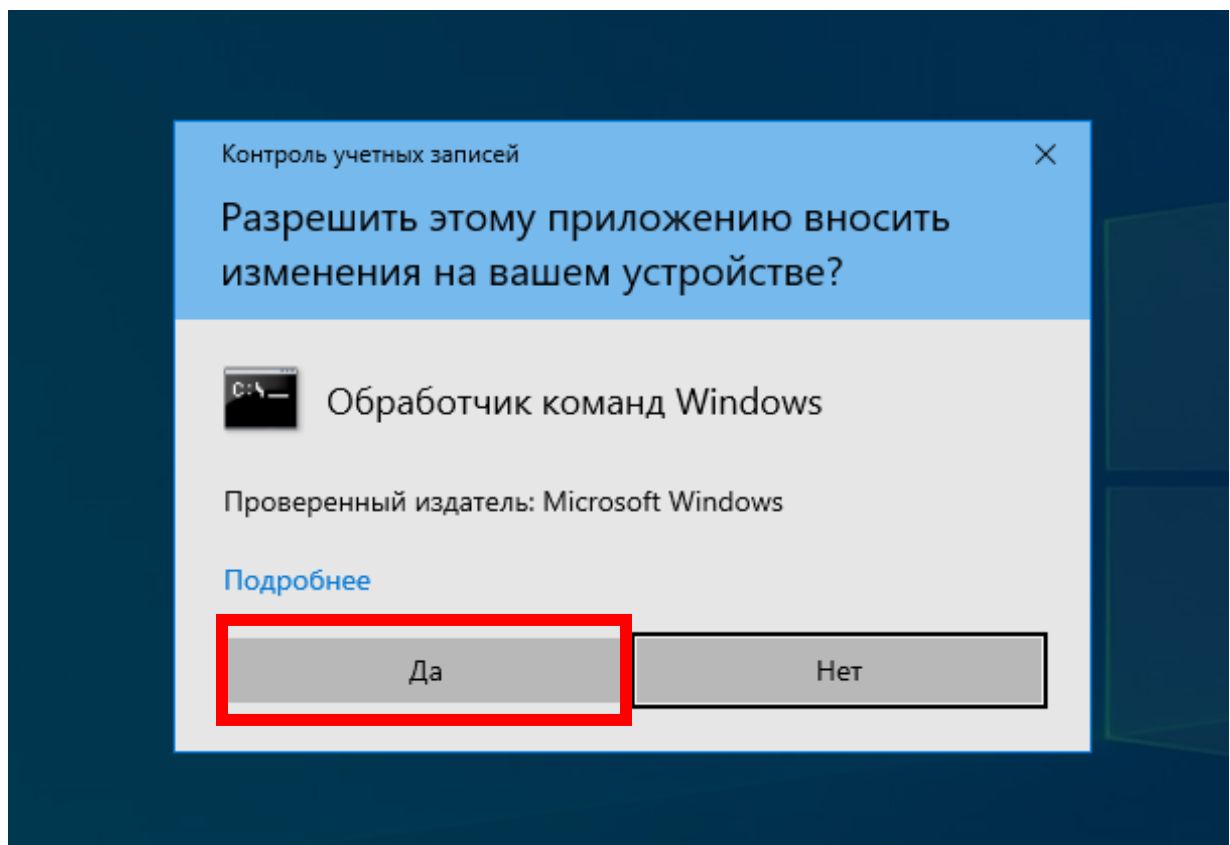 Контроль учетных записей
Разрешить этому приложению вносить
изменения на вашем устройстве?
C:\_
Обработчик команд Windows
Проверенный издатель: Microsoft Windows
Подробнее
Да
Нет